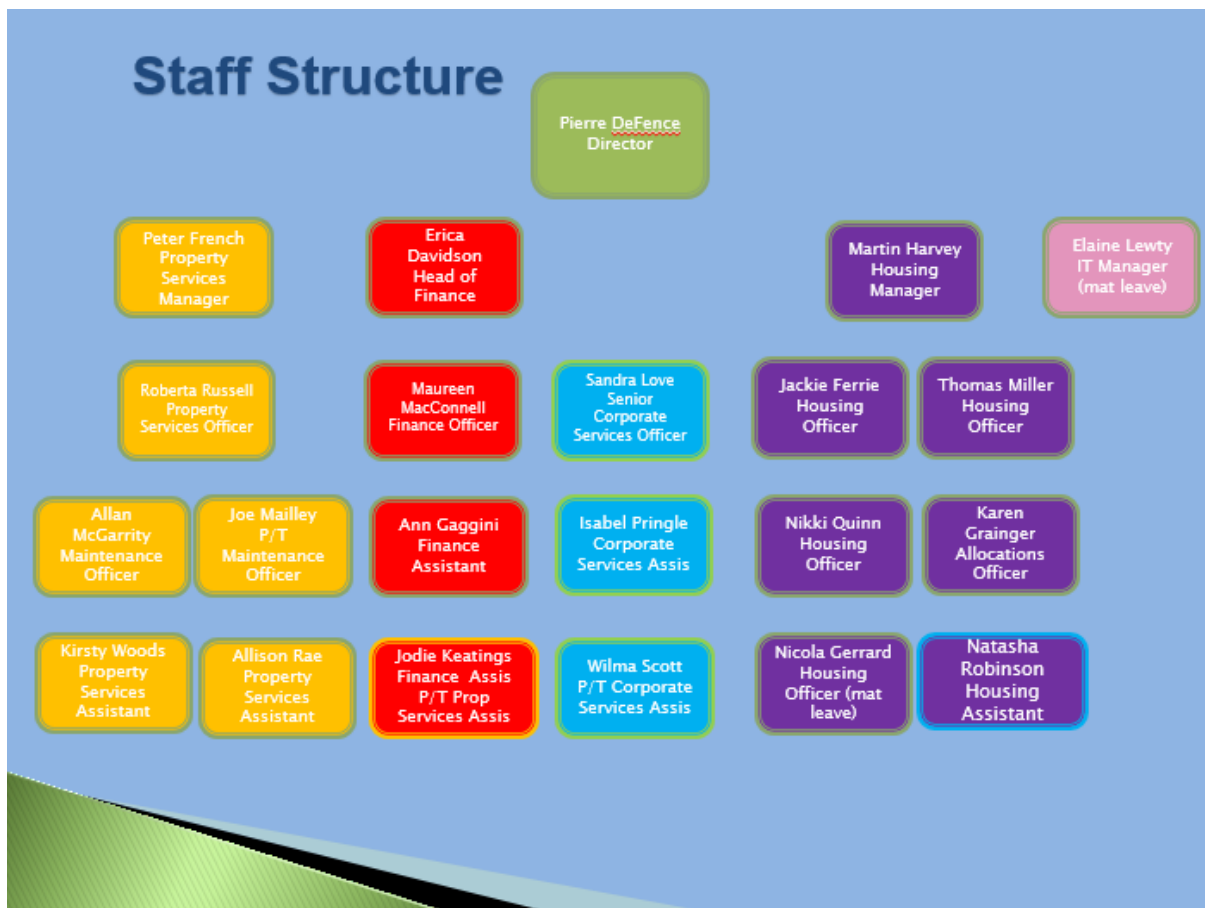 Staff Structure
Pierre DeFence
Director
Peter French
Property
Services
Manager
Erica
Davidson
Head of
Finance
Martin Harvey
Housing
Manager
Elaine Lewty
IT Manager
(mat leave)
Roberta Russell
Property
Services Officer
Maureen
MacConnell
Finance Officer
Sandra Love
Senior
Corporate
Services Officer
Jackie Ferrie
Housing
Officer
Thomas Miller
Housing
Officer
Allan
McGarrity
Maintenance
Officer
Joe Mailley
P/T
Maintenance
Officer
Ann Gaggini
Finance
Assistant
Isabel Pringle
Corporate
Services Assis
Nikki Quinn
Housing
Officer
Karen
Grainger
Allocations
Officer
Kirsty Woods
Property
Services
Assistant
Allison Rae
Property
Services
Assistant
Jodie Keatings
Finance Assis
P/T Prop
Services Assis
Wilma Scott
P/T Corporate
Services Assis
Nicola Gerrard
Housing
Officer (mat
leave)
Natasha
Robinson
Housing
Assistant